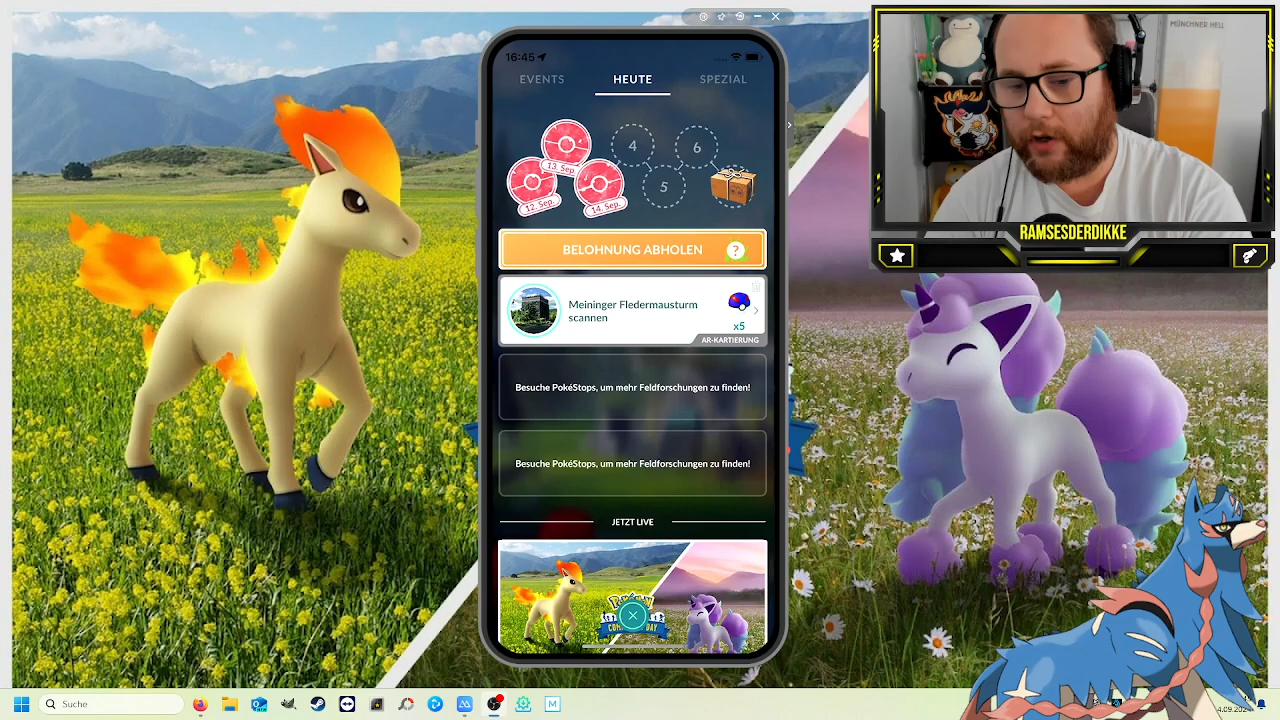 16:45
EVENTS
HEUTE
SPEZIAL
12. Sep.
13. Sep.
14. Sep.
4
5
6
BELOHNUNG ABHOLEN
?
Meininger Fledermausturm
scannen
x5
AR-KARTIERUNG
Besuche PokéStops, um mehr Feldforschungen zu finden!
Besuche PokéStops, um mehr Feldforschungen zu finden!
JETZT LIVE
MÜNCHNER HELL
RAMSESDERDIKKE
Suche
M